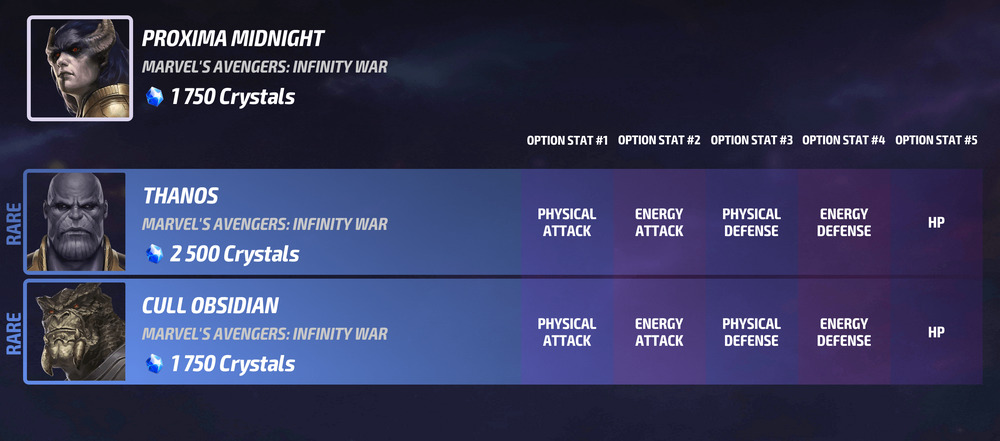 PROXIMA MIDNIGHT
MARVEL'S AVENGERS: INFINITY WAR
1 750 Crystals
OPTION STAT #1 OPTION STAT #2 OPTION STAT #3 OPTION STAT #4 OPTION STAT #5
RARE
THANOS
MARVEL'S AVENGERS: INFINITY WAR
2 500 Crystals
PHYSICAL ATTACK
ENERGY ATTACK
PHYSICAL DEFENSE
ENERGY DEFENSE
HP
RARE
CULL OBSIDIAN
MARVEL'S AVENGERS: INFINITY WAR
1 750 Crystals
PHYSICAL ATTACK
ENERGY ATTACK
PHYSICAL DEFENSE
ENERGY DEFENSE
HP